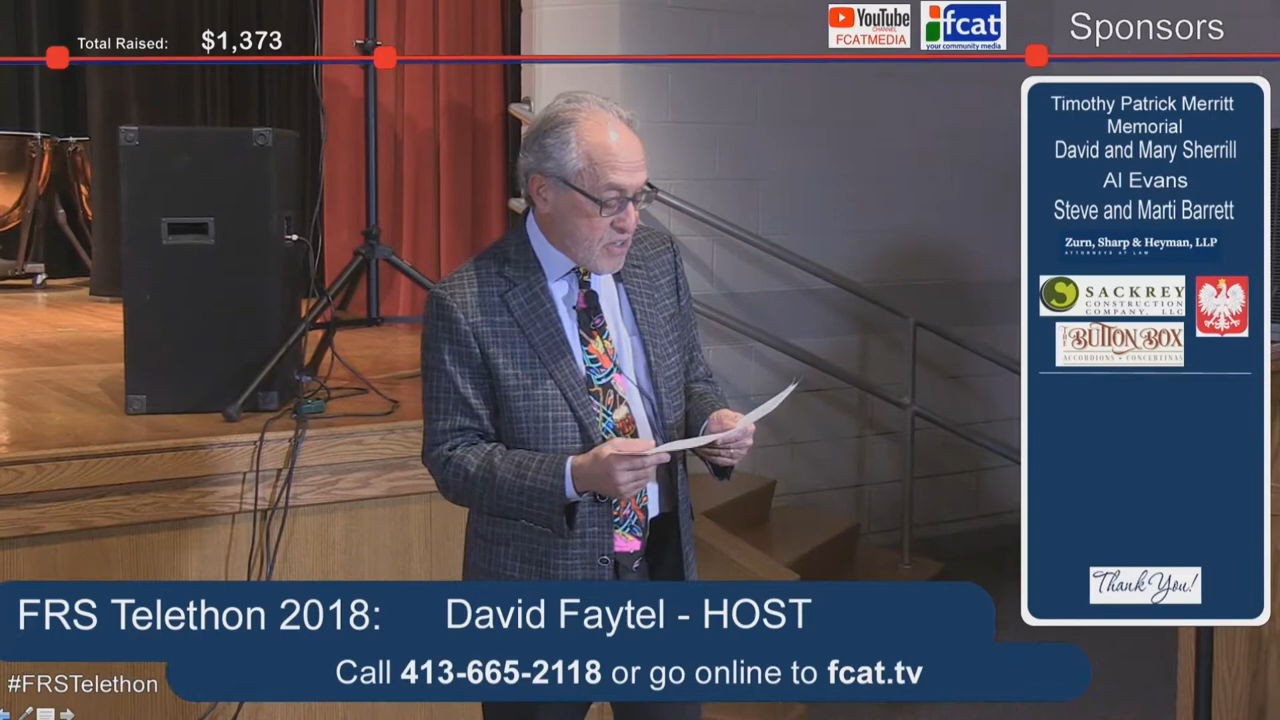 Total Raised: $1,373
YouTube
CHANNEL
FCATMEDIA
fcat
your community media
Sponsors
Timothy Patrick Merritt
Memorial
David and Mary Sherrill
Al Evans
Steve and Marti Barrett
Zurn, Sharp & Heyman, LLP
ATTORNEYS AT LAW
S SACKREY
CONSTRUCTION
COMPANY, LLC
THE
BUTTON BOX
ACCORDIONS • CONCERTINAS
Thank You!
FRS Telethon 2018: David Faytel - HOST
Call 413-665-2118 or go online to fcat.tv
#FRSTelethon